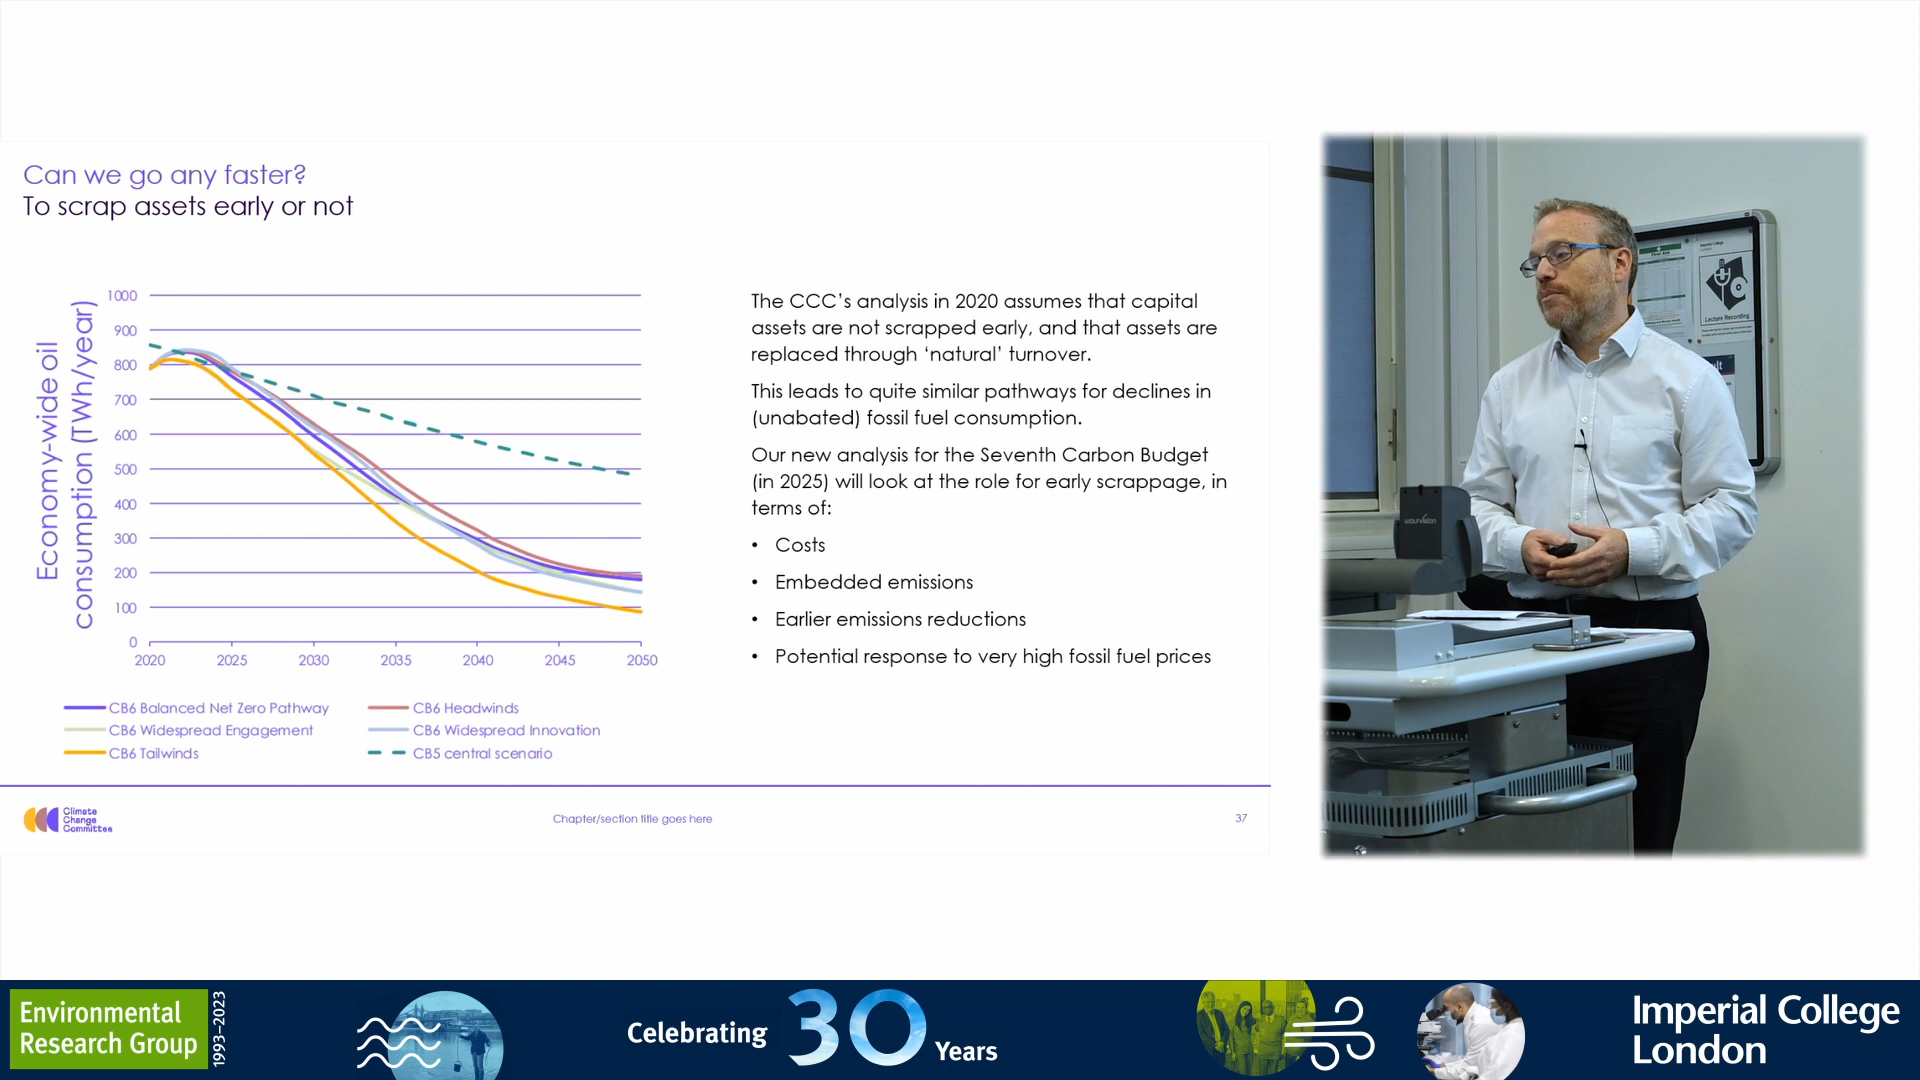 Can we go any faster?
To scrap assets early or not
Economy-wide oil
consumption (TWh/year)
1000
900
800
700
600
500
400
300
200
100
0
2020 2025 2030 2035 2040 2045 2050
CB6 Balanced Net Zero Pathway
CB6 Headwinds
CB6 Widespread Engagement
CB6 Widespread Innovation
CB6 Tailwinds
CB5 central scenario
The CCC’s analysis in 2020 assumes that capital
assets are not scrapped early, and that assets are
replaced through ‘natural’ turnover.
This leads to quite similar pathways for declines in
(unabated) fossil fuel consumption.
Our new analysis for the Seventh Carbon Budget
(in 2025) will look at the role for early scrappage, in
terms of:
• Costs
• Embedded emissions
• Earlier emissions reductions
• Potential response to very high fossil fuel prices
Climate
Change
Committee
Chapter/section title goes here
37
Lecture Recording
wolfvision
Environmental
Research Group
1993–2023
Celebrating 30 Years
Imperial College
London